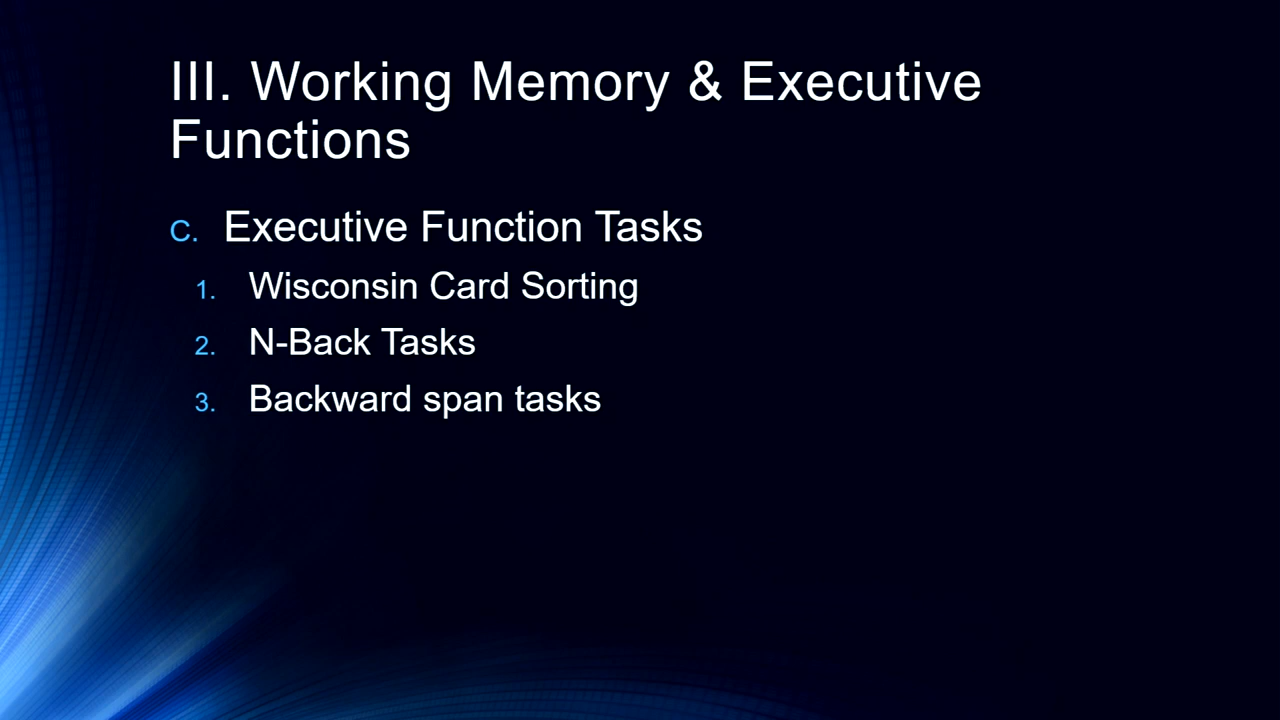 III. Working Memory & Executive
Functions
C. Executive Function Tasks
1. Wisconsin Card Sorting
2. N-Back Tasks
3. Backward span tasks